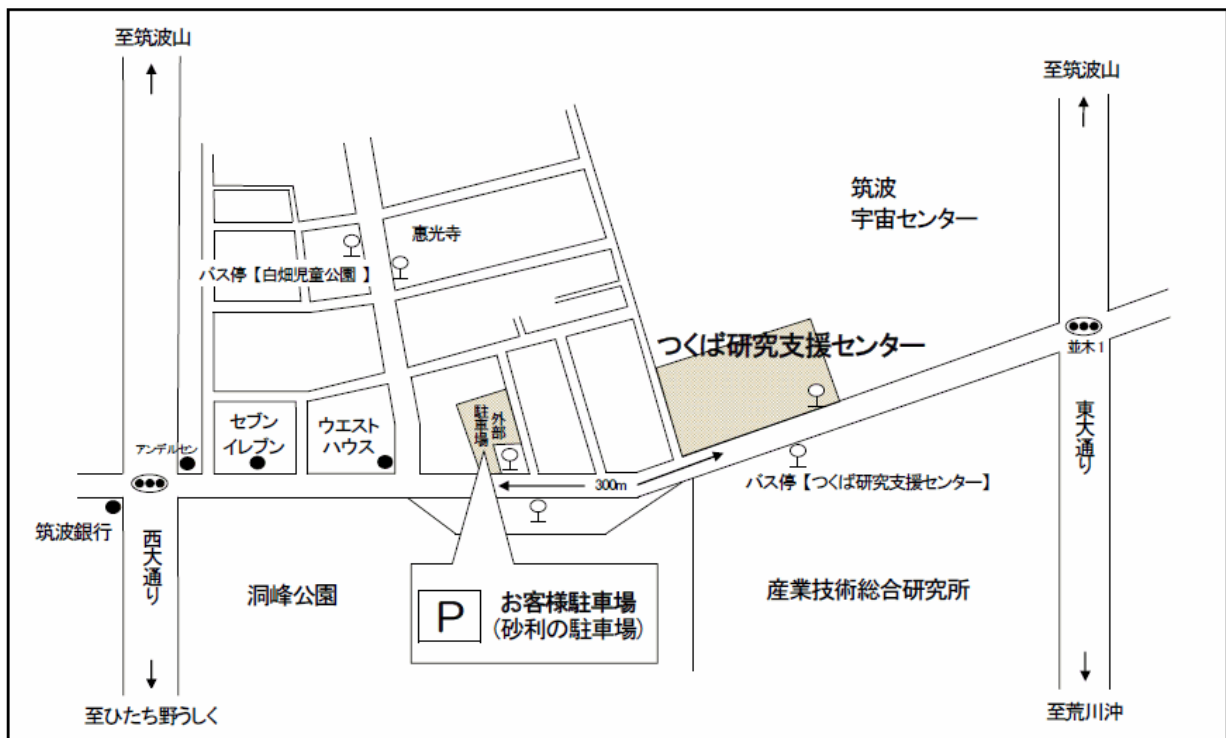 至筑波山
至筑波山
筑波
宇宙センター
惠光寺
バス停【白畑児童公園 】
つくば研究支援センター
並木1
セブン
イレブン
ウエスト
ハウス
外部
駐車場
アンデルセン
東大通り
300m
バス停【つくば研究支援センター】
筑波銀行
西大通り
洞峰公園
P
お客様駐車場
(砂利の駐車場)
産業技術総合研究所
至ひたち野うしく
至荒川沖